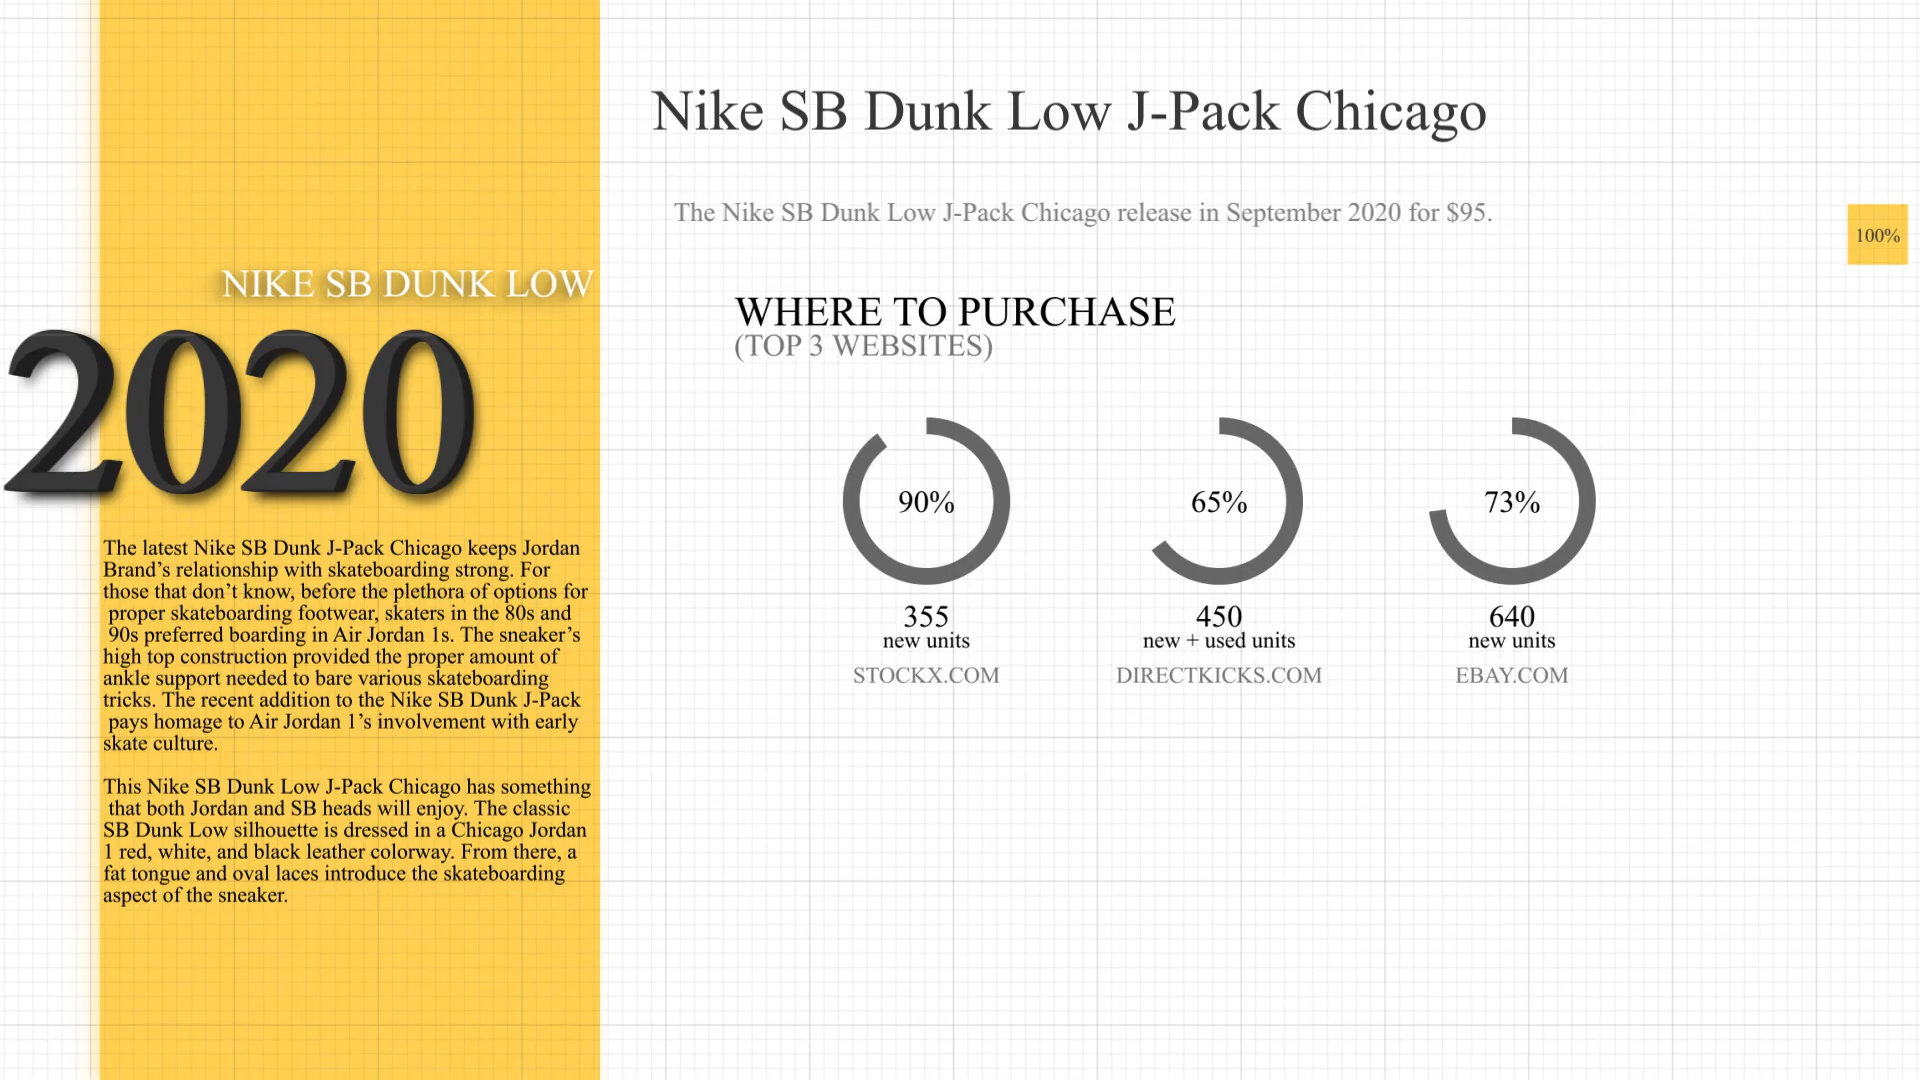 NIKE SB DUNK LOW
2020
The latest Nike SB Dunk J-Pack Chicago keeps Jordan
Brand’s relationship with skateboarding strong. For
those that don’t know, before the plethora of options for
proper skateboarding footwear, skaters in the 80s and
90s preferred boarding in Air Jordan 1s. The sneaker’s
high top construction provided the proper amount of
ankle support needed to bare various skateboarding
tricks. The recent addition to the Nike SB Dunk J-Pack
pays homage to Air Jordan 1’s involvement with early
skate culture.
This Nike SB Dunk Low J-Pack Chicago has something
that both Jordan and SB heads will enjoy. The classic
SB Dunk Low silhouette is dressed in a Chicago Jordan
1 red, white, and black leather colorway. From there, a
fat tongue and oval laces introduce the skateboarding
aspect of the sneaker.
Nike SB Dunk Low J-Pack Chicago
The Nike SB Dunk Low J-Pack Chicago release in September 2020 for $95.
100%
WHERE TO PURCHASE
(TOP 3 WEBSITES)
90%
355
new units
STOCKX.COM
65%
450
new + used units
DIRECTKICKS.COM
73%
640
new units
EBAY.COM